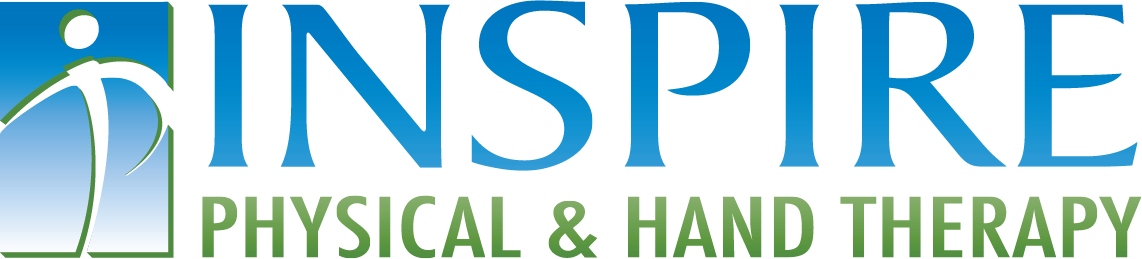 INSPIRE
PHYSICAL & HAND THERAPY